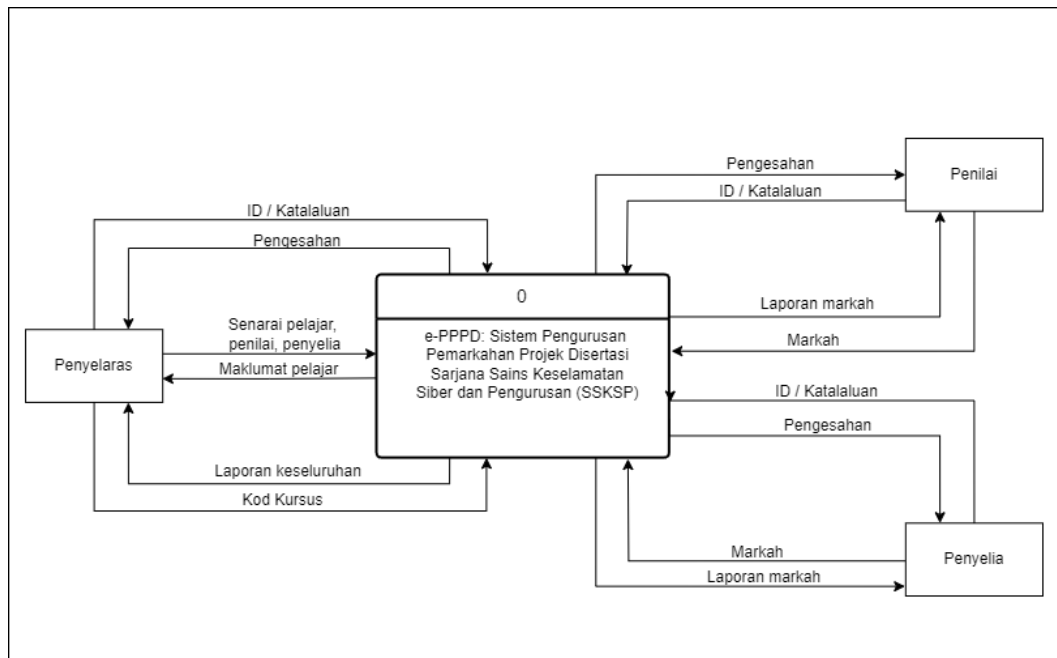 Pengesahan
Penilai
ID / Katalaluan
ID / Katalaluan
Pengesahan
0
Laporan markah
Senarai pelajar,
penilai, penyelia
e-PPPD: Sistem Pengurusan
Pemarkahan Projek Disertasi
Sarjana Sains Keselamatan
Siber dan Pengurusan (SSKSP)
Markah
Penyelaras
Maklumat pelajar
ID / Katalaluan
Pengesahan
Laporan keseluruhan
Kod Kursus
Markah
Penyelia
Laporan markah